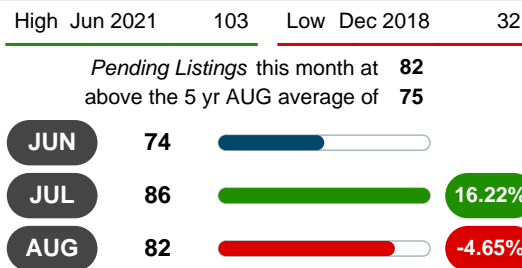 High Jun 2021 103 Low Dec 2018 32
Pending Listings this month at 82
above the 5 yr AUG average of 75
JUN 74
JUL 86 16.22%
AUG 82 -4.65%